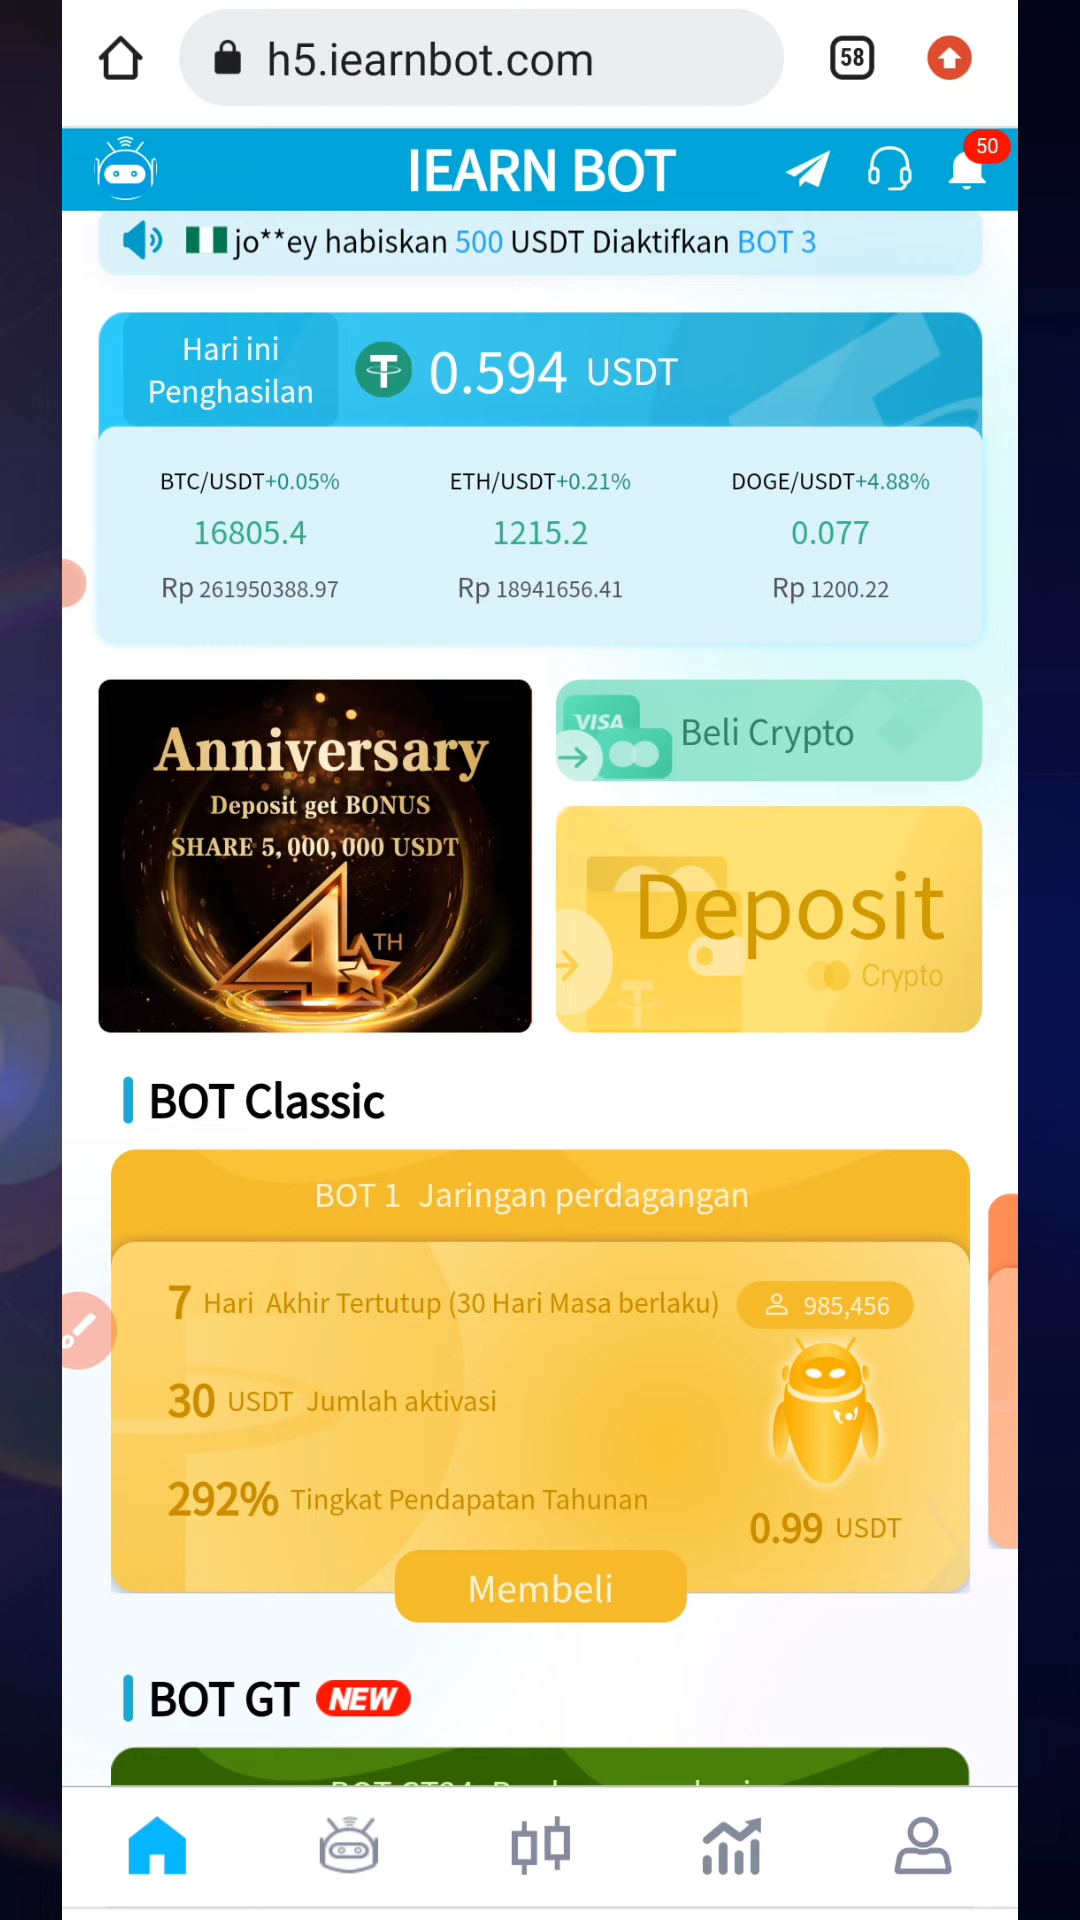 h5.iearnbot.com
58
IEARN BOT
50
jo**ey habiskan 500 USDT Diaktifkan BOT 3
Hari ini
Penghasilan
0.594 USDT
BTC/USDT+0.05%
16805.4
Rp 261950388.97
ETH/USDT+0.21%
1215.2
Rp 18941656.41
DOGE/USDT+4.88%
0.077
Rp 1200.22
Anniversary
Deposit get BONUS
SHARE 5,000,000 USDT
4TH
VISA
Beli Crypto
Deposit
Crypto
BOT Classic
BOT 1 Jaringan perdagangan
7 Hari Akhir Tertutup (30 Hari Masa berlaku)
985,456
30 USDT Jumlah aktivasi
292% Tingkat Pendapatan Tahunan
0.99 USDT
Membeli
BOT GT NEW